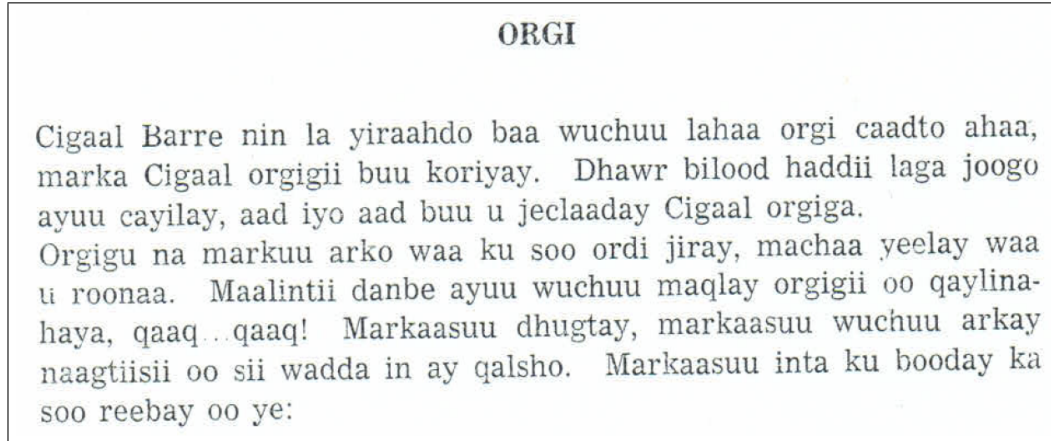 ORGI
Cigaal Barre nin la yiraahdo baa wuchuu lahaa orgi caadto ahaa,
marka Cigaal orgigii buu koriyay. Dhawr bilood haddii laga joogo
ayuu cayilay, aad iyo aad buu u jeclaaday Cigaal orgiga.
Orgigu na markuu arko waa ku soo ordi jiray, machaa yeelay waa
u roonaa. Maalintii danbe ayuu wuchuu maqlay orgigii oo qaylina-
haya, qaaq...qaaq! Markaasuu dhugtay, markaasuu wuchuu arkay
naagtiisii oo sii wadda in ay qalsho. Markaasuu inta ku booday ka
soo reebay oo ye: